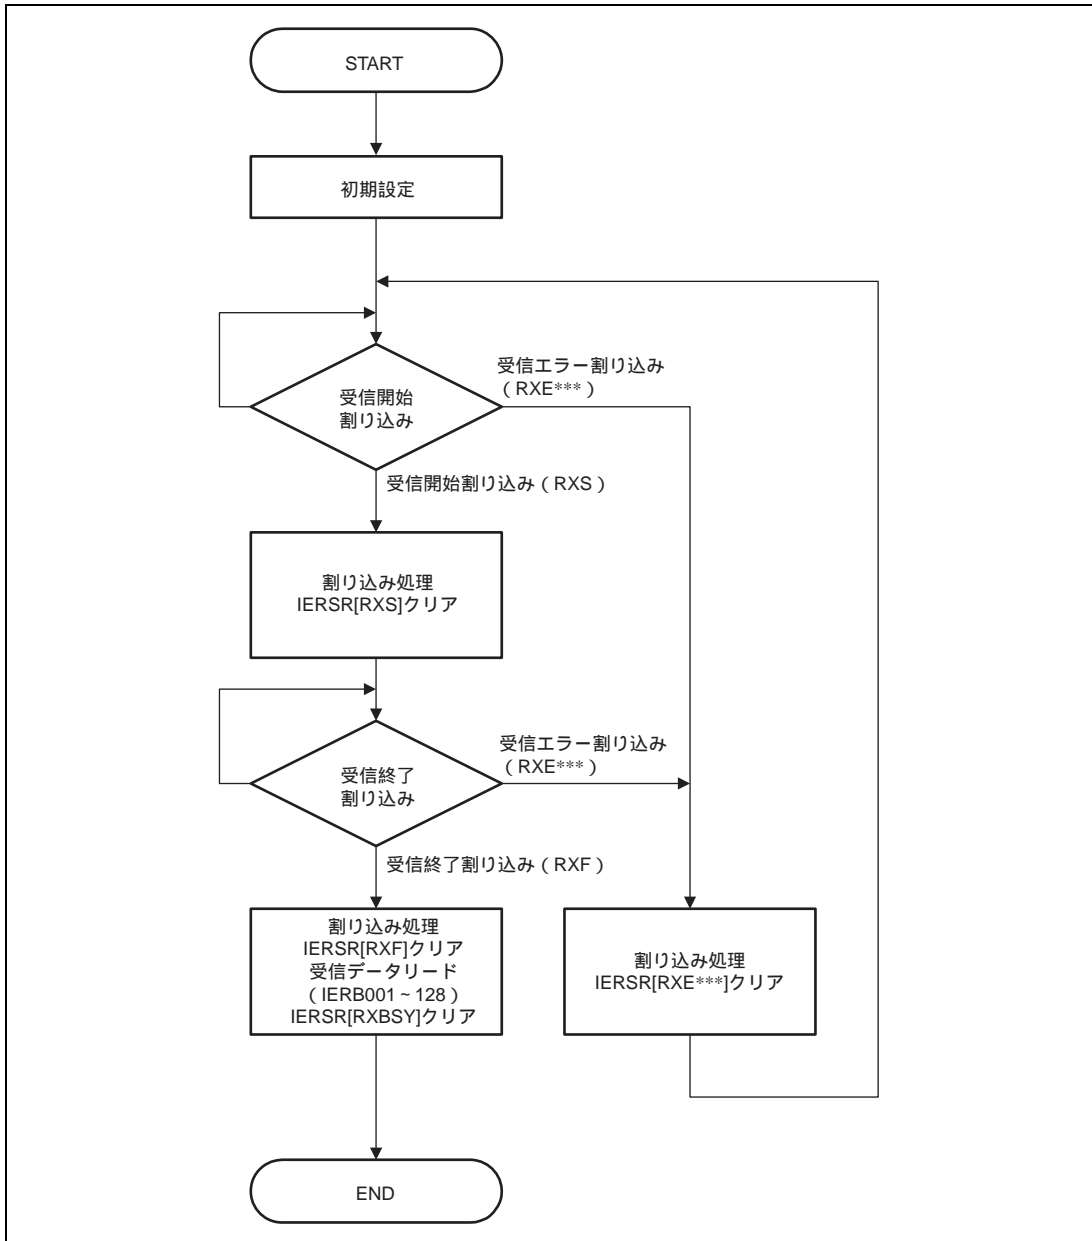 START
初期設定
受信エラー割り込み
（RXE***）
受信開始
割り込み
受信開始割り込み（RXS）
割り込み処理
IERSR[RXS]クリア
受信エラー割り込み
（RXE***）
受信終了
割り込み
受信終了割り込み（RXF）
割り込み処理
IERSR[RXF]クリア
受信データリード
（IERB001～128）
IERSR[RXBSY]クリア
割り込み処理
IERSR[RXE***]クリア
END